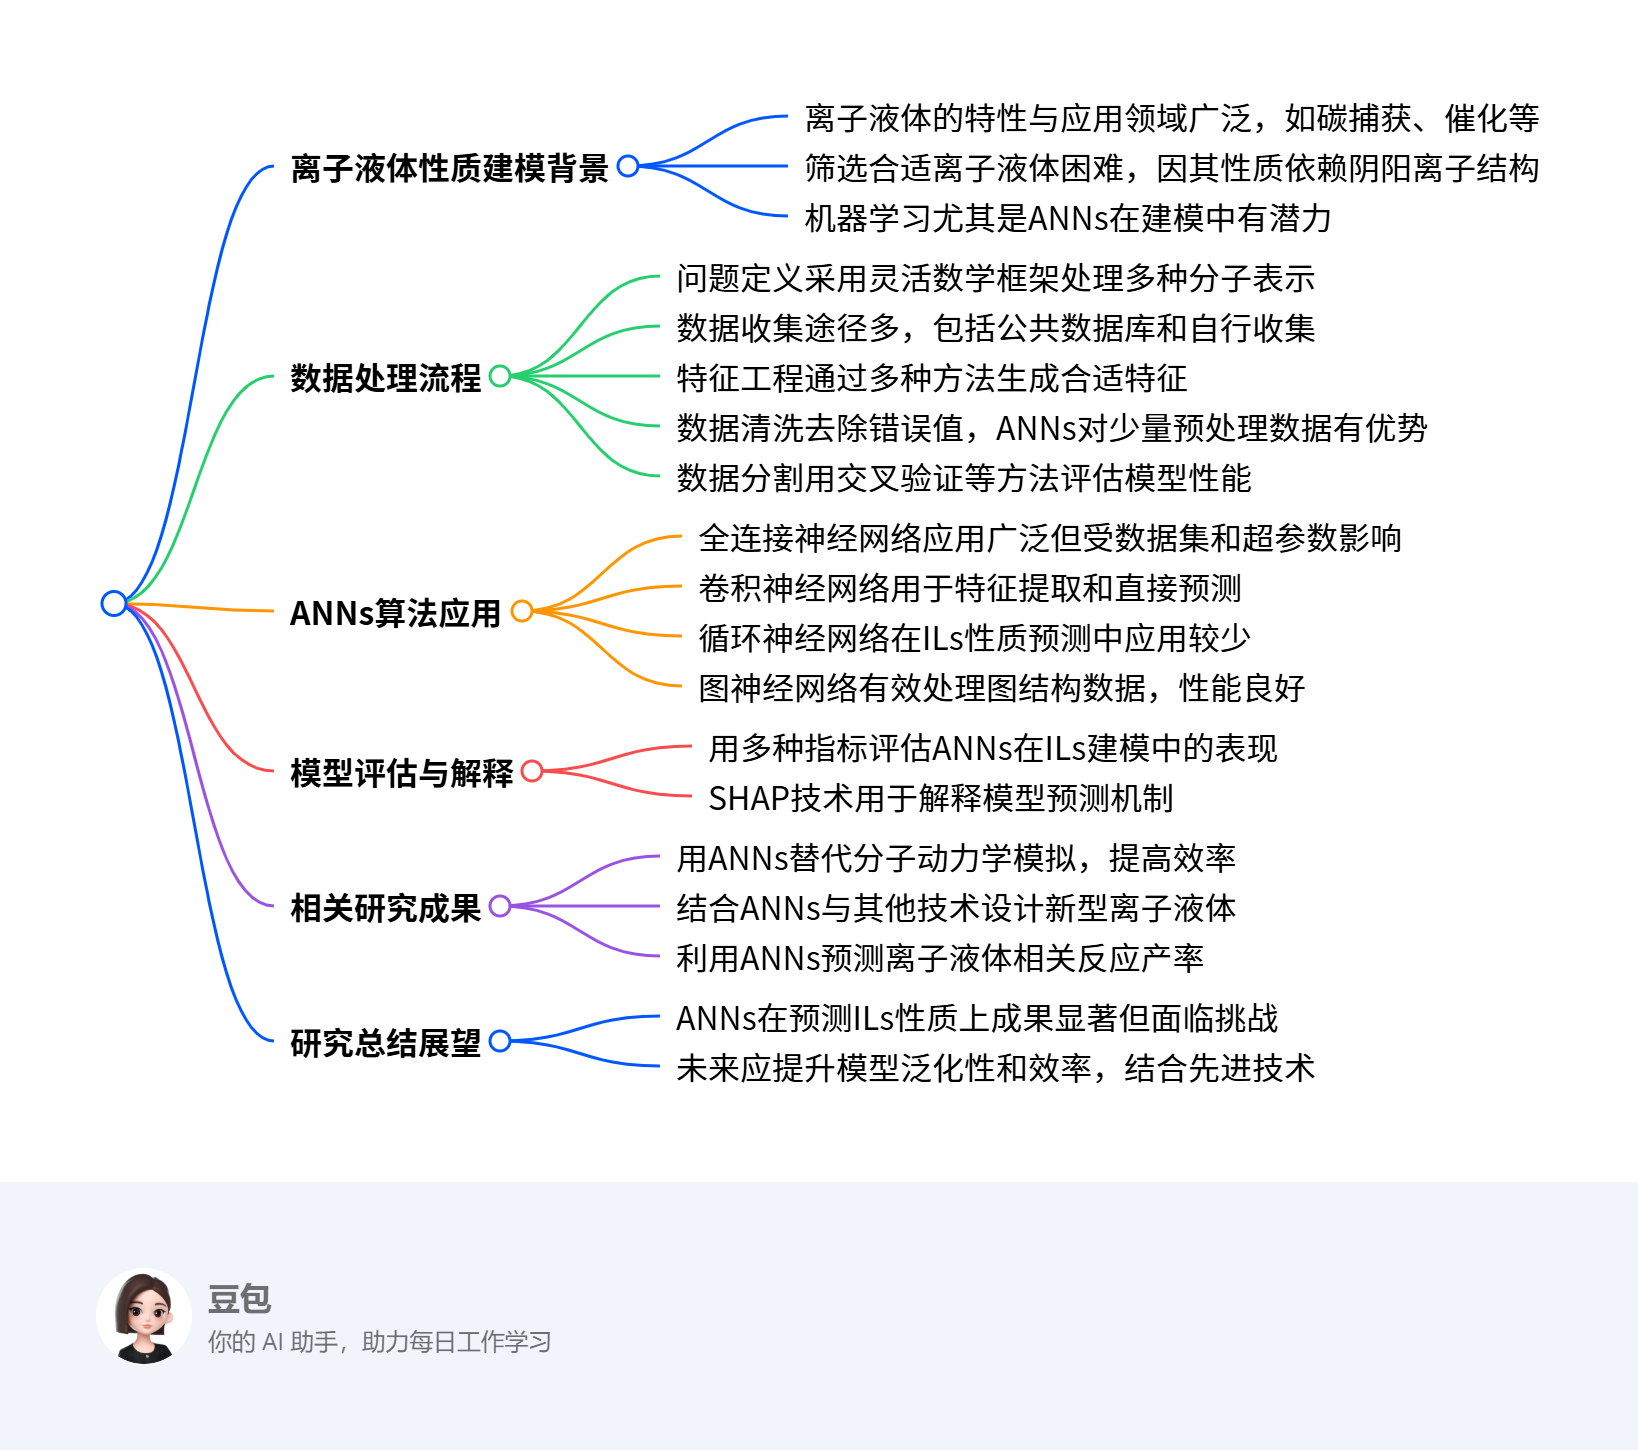 离子液体性质建模背景
离子液体的特性与应用领域广泛，如碳捕获、催化等
筛选合适离子液体困难，因其性质依赖阴阳离子结构
机器学习尤其是ANNs在建模中有潜力
数据处理流程
问题定义采用灵活数学框架处理多种分子表示
数据收集途径多，包括公共数据库和自行收集
特征工程通过多种方法生成合适特征
数据清洗去除错误值，ANNs对少量预处理数据有优势
数据分割用交叉验证等方法评估模型性能
ANNs算法应用
全连接神经网络应用广泛但受数据集和超参数影响
卷积神经网络用于特征提取和直接预测
循环神经网络在ILs性质预测中应用较少
图神经网络有效处理图结构数据，性能良好
模型评估与解释
用多种指标评估ANNs在ILs建模中的表现
SHAP技术用于解释模型预测机制
相关研究成果
用ANNs替代分子动力学模拟，提高效率
结合ANNs与其他技术设计新型离子液体
利用ANNs预测离子液体相关反应产率
研究总结展望
ANNs在预测ILs性质上成果显著但面临挑战
未来应提升模型泛化性和效率，结合先进技术
豆包
你的 AI 助手，助力每日工作学习